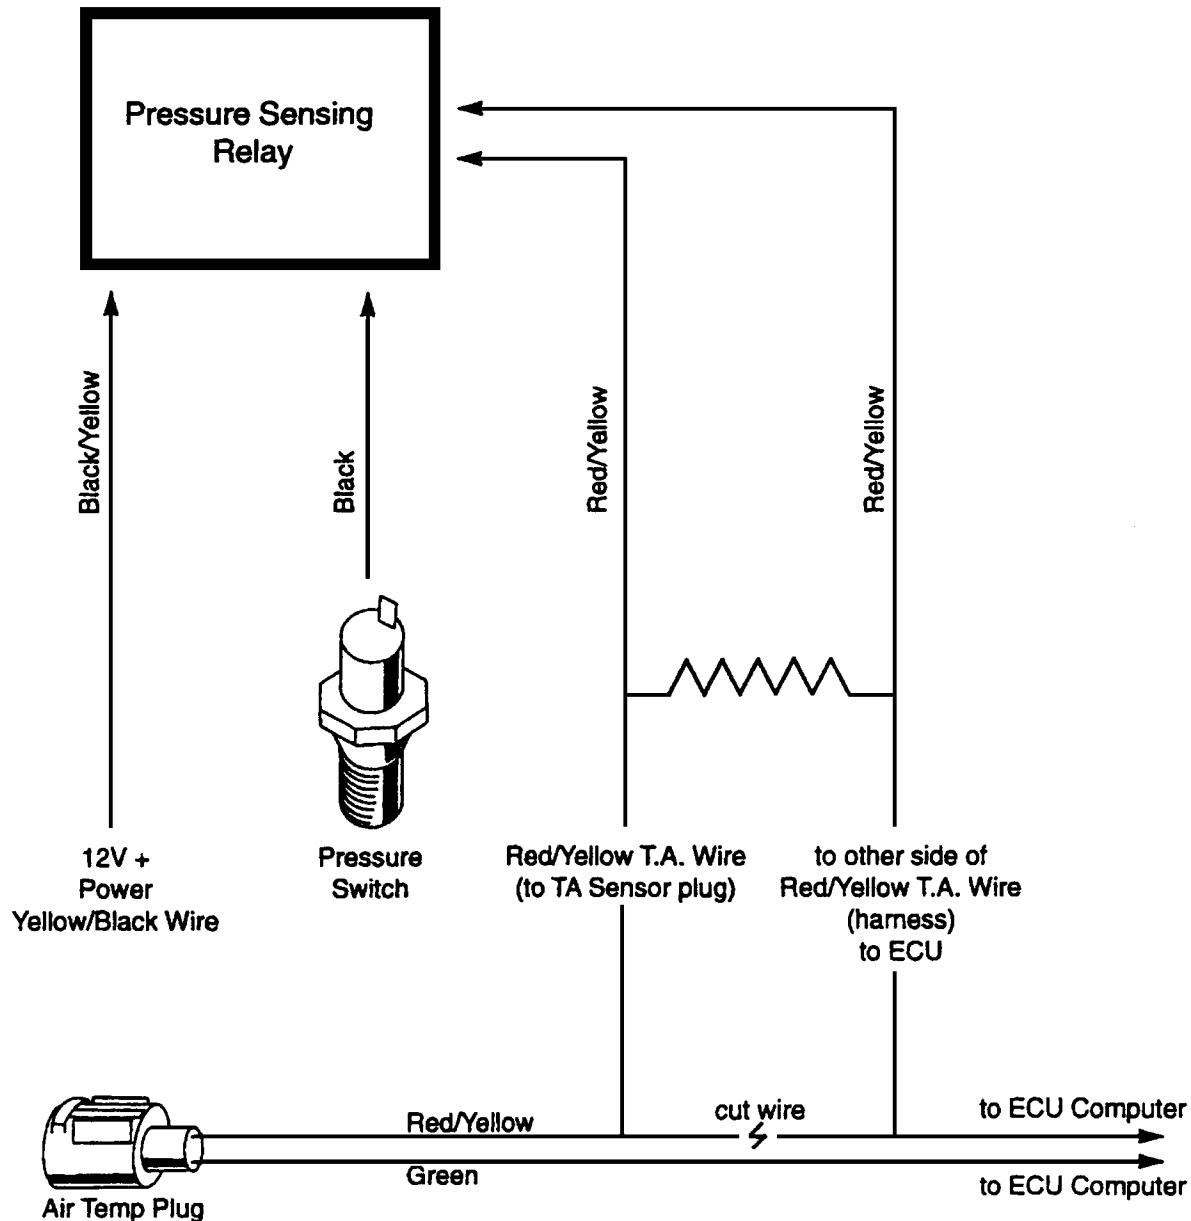 Pressure Sensing
Relay
Black/Yellow
Black
Red/Yellow
Red/Yellow
12V +
Power
Yellow/Black Wire
Pressure
Switch
Red/Yellow T.A. Wire
(to TA Sensor plug)
to other side of
Red/Yellow T.A. Wire
(harness)
to ECU
Red/Yellow
cut wire
to ECU Computer
Green
to ECU Computer
Air Temp Plug